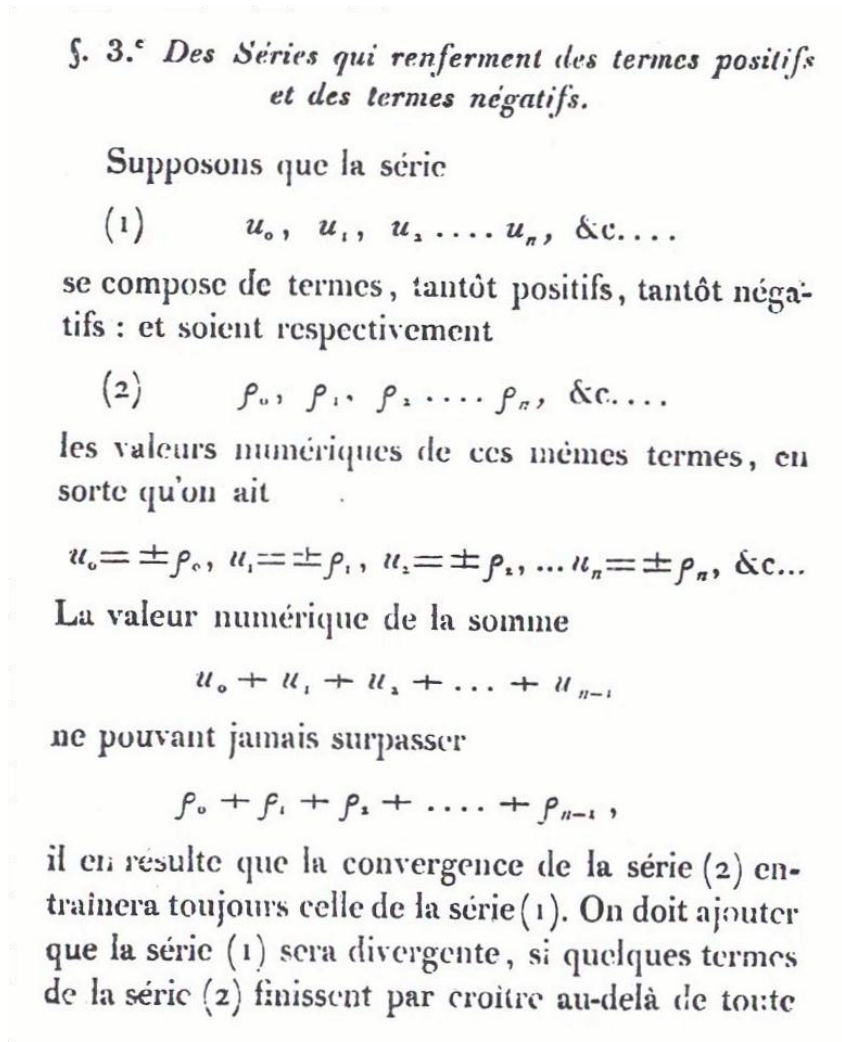 §. 3.e Des Séries qui renferment des termes positifs
et des termes négatifs.
Supposons que la série
(1) u₀, u₁, u₂ .... uₙ, &c....
se compose de termes, tantôt positifs, tantôt néga-
tifs : et soient respectivement
(2) ρ₀, ρ₁, ρ₂ .... ρₙ, &c....
les valeurs numériques de ces mêmes termes, en
sorte qu'on ait
u₀=±ρ₀, u₁=±ρ₁, u₂=±ρ₂, ... uₙ=±ρₙ, &c...
La valeur numérique de la somme
u₀ + u₁ + u₂ + ... + uₙ₋₁
ne pouvant jamais surpasser
ρ₀ + ρ₁ + ρ₂ + .... + ρₙ₋₁ ,
il en résulte que la convergence de la série (2) en-
traînera toujours celle de la série (1). On doit ajouter
que la série (1) sera divergente, si quelques termes
de la série (2) finissent par croître au-delà de toute